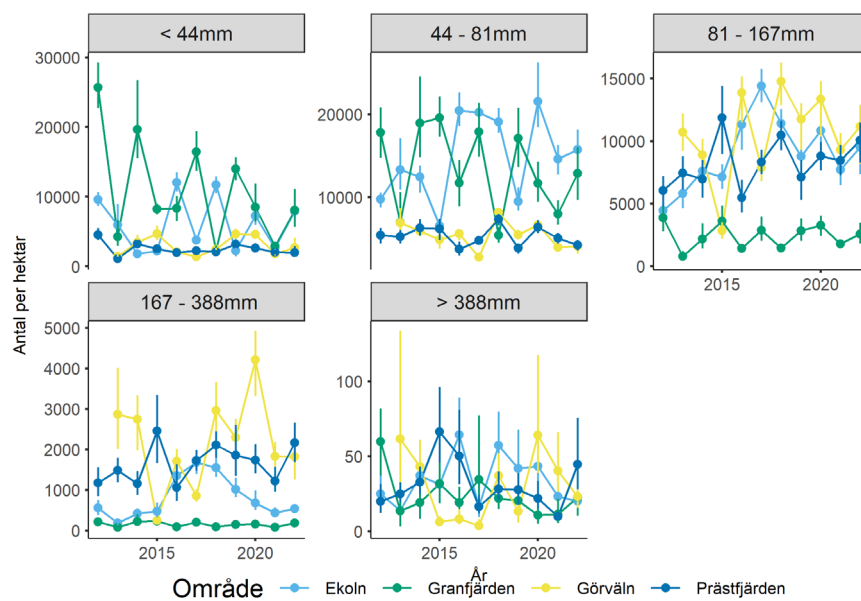 < 44mm
44 - 81mm
81 - 167mm
30000
20000
10000
0
20000
10000
15000
10000
5000
0
2015
2020
Antal per hektar
167 - 388mm
> 388mm
5000
4000
3000
2000
1000
0
2015
2020
100
50
0
2015
2020
År
Område
Ekoln
Granfjärden
Görväln
Prästfjärden